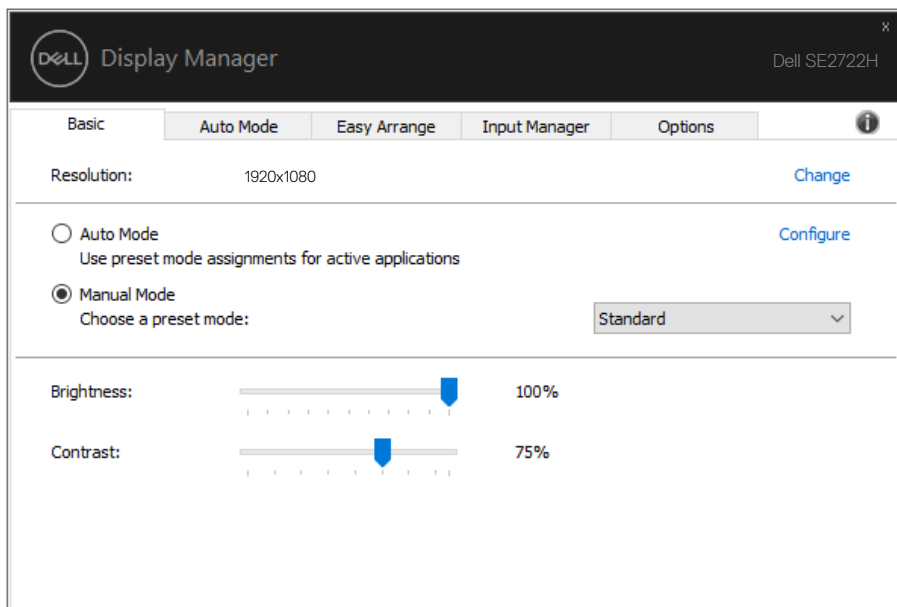 x
DELL Display Manager
Dell SE2722H
Basic Auto Mode Easy Arrange Input Manager Options i
Resolution: 1920x1080 Change
Auto Mode Configure
Use preset mode assignments for active applications
Manual Mode
Choose a preset mode: Standard
Brightness: 100%
Contrast: 75%